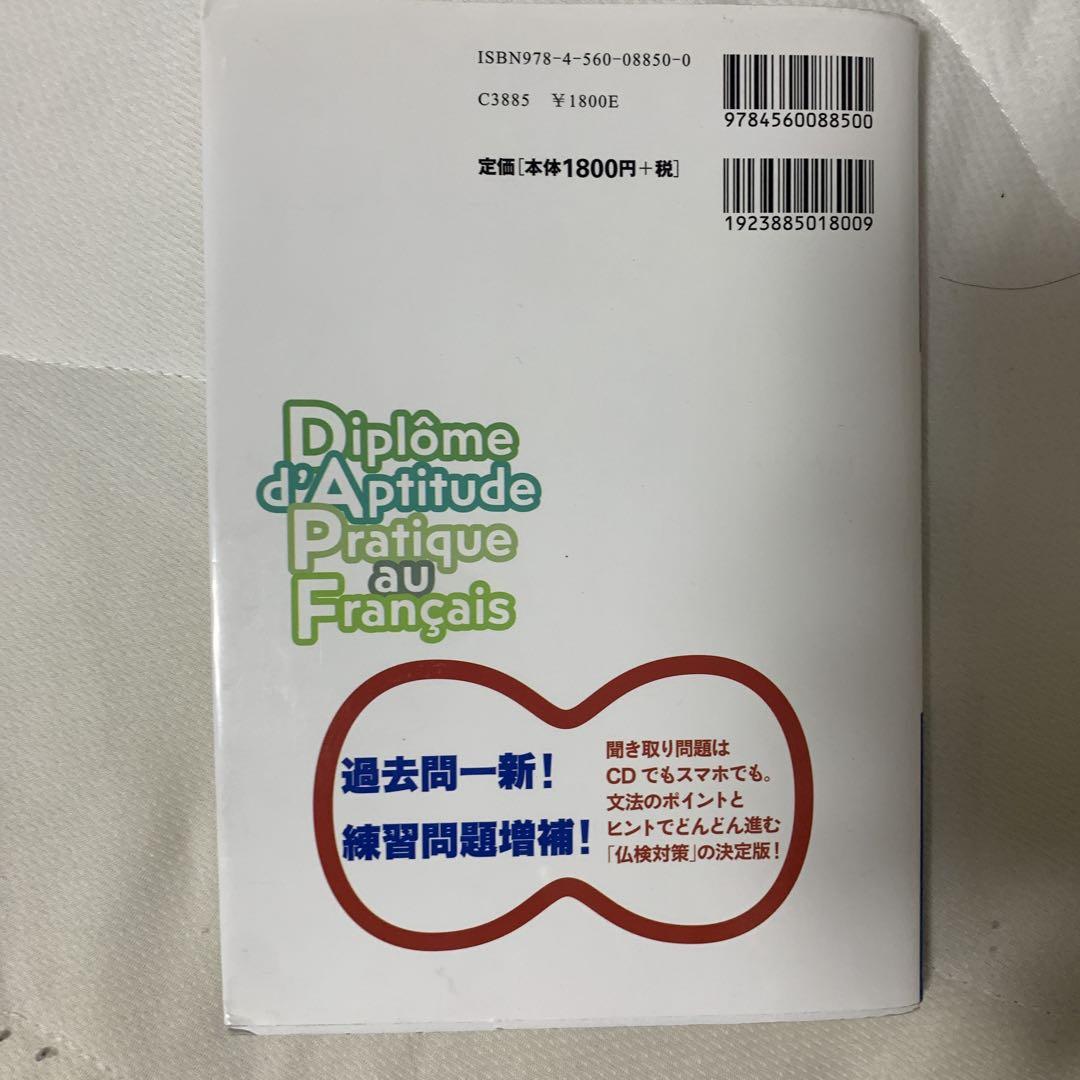 ISBN978-4-560-08850-0
C3885 ¥1800E
9784560088500
定価[本体1800円+税]
1923885018009
Diplôme
d'Aptitude
Pratique
au
Français
過去問一新！
練習問題増補！
聞き取り問題は
CDでもスマホでも。
文法のポイントと
ヒントでどんどん進む
「仏検対策」の決定版！